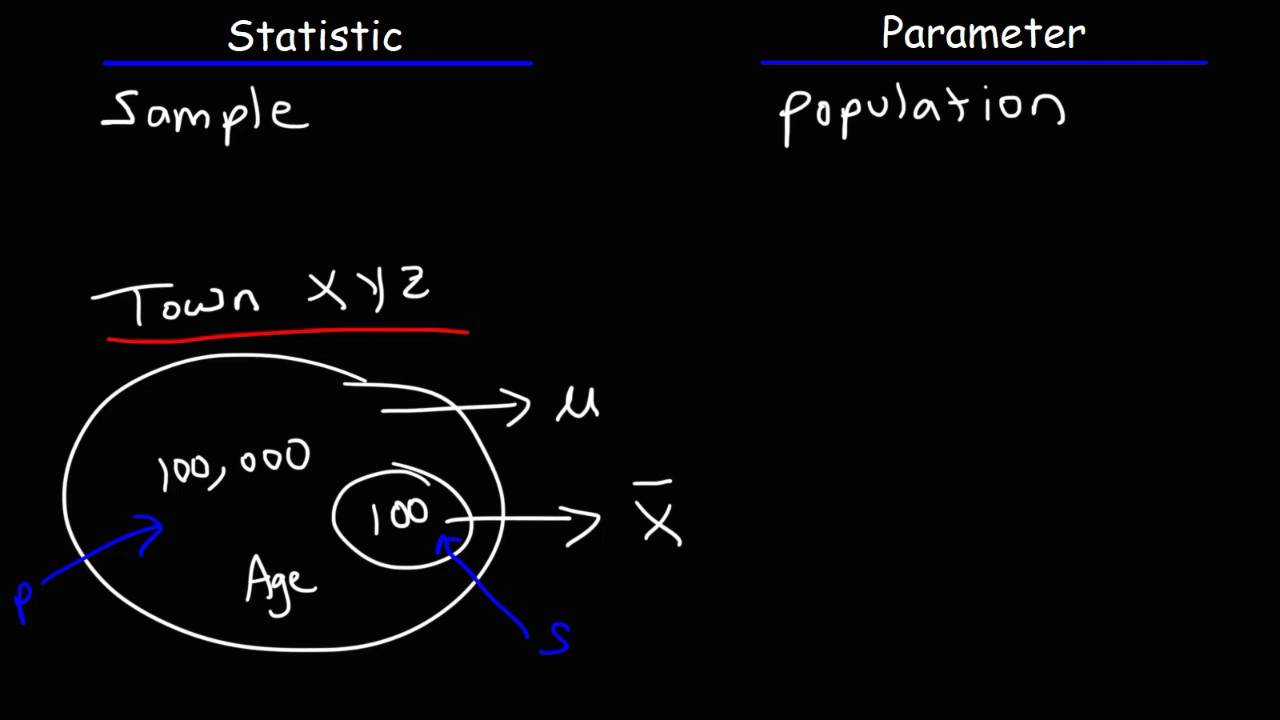 Statistic
Parameter
Sample
population
Town XYZ
μ
100,000
100
x̄
Age
P
S